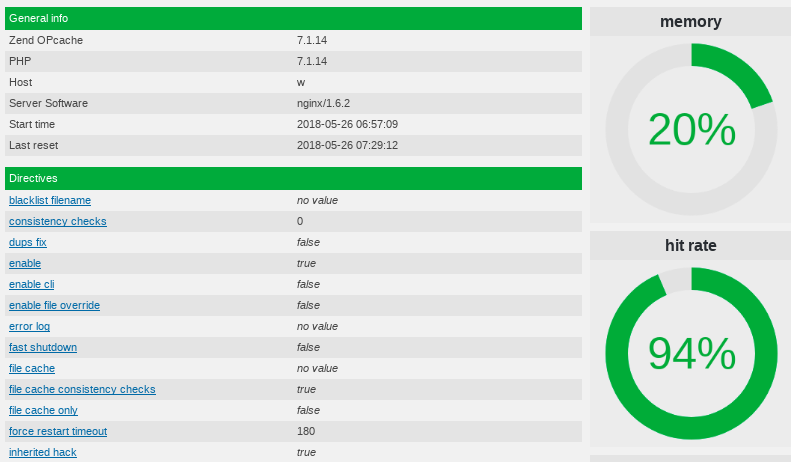 General info
Zend OPcache 7.1.14
PHP 7.1.14
Host w
Server Software nginx/1.6.2
Start time 2018-05-26 06:57:09
Last reset 2018-05-26 07:29:12
Directives
blacklist filename no value
consistency checks 0
dups fix false
enable true
enable cli false
enable file override false
error log no value
fast shutdown false
file cache no value
file cache consistency checks true
file cache only false
force restart timeout 180
inherited hack true
memory
20%
hit rate
94%